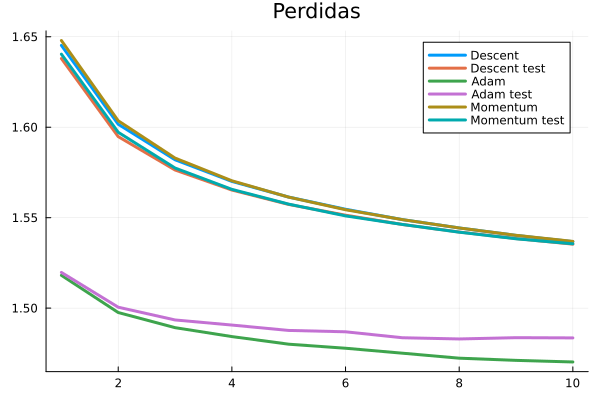 Perdidas
1.65
1.60
1.55
1.50
Descent
Descent test
Adam
Adam test
Momentum
Momentum test
2 4 6 8 10